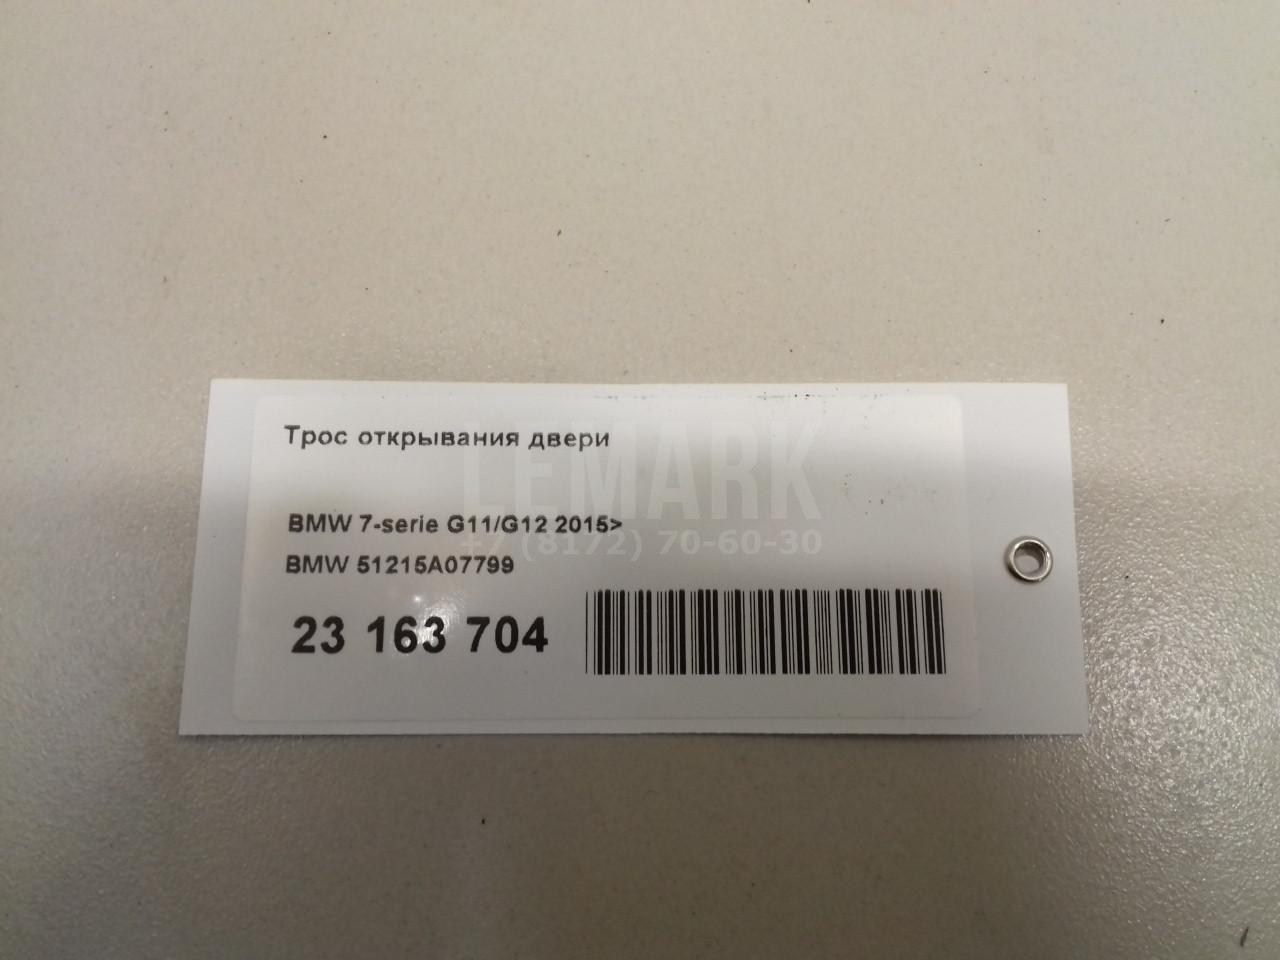 Трос открывания двери
LEMARK
BMW 7-serie G11/G12 2015>
+7 (8172) 70-60-30
BMW 51215A07799
23 163 704